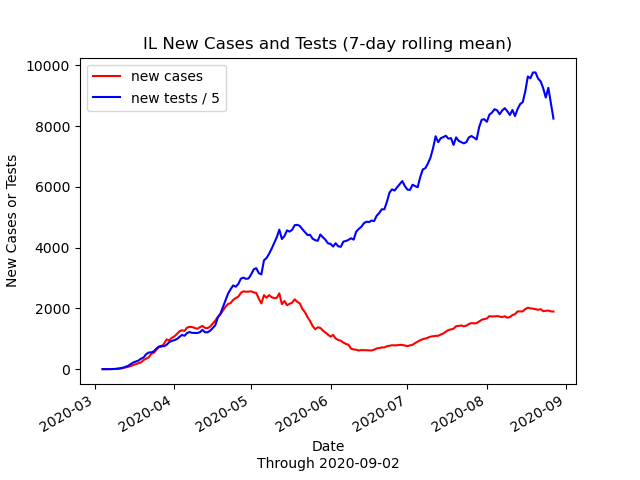 IL New Cases and Tests (7-day rolling mean)
new cases
new tests / 5
New Cases or Tests
10000
8000
6000
4000
2000
0
2020-03
2020-04
2020-05
2020-06
2020-07
2020-08
2020-09
Date
Through 2020-09-02